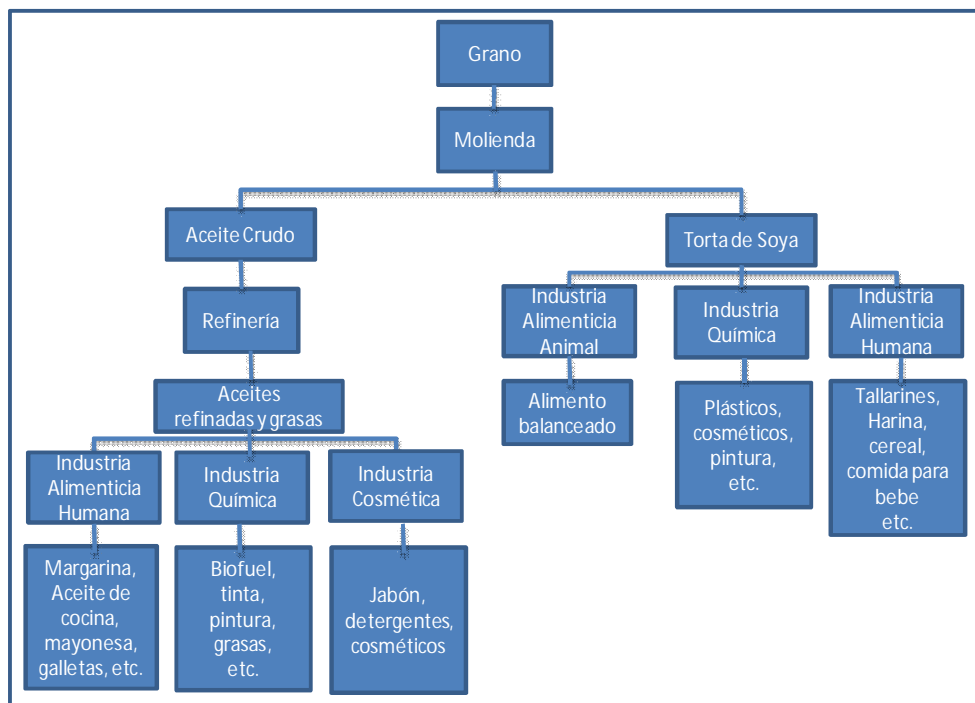 Grano
Molienda
Aceite Crudo
Torta de Soya
Refinería
Industria
Alimenticia
Animal
Industria
Química
Industria
Alimenticia
Humana
Aceites
refinadas y grasas
Alimento
balanceado
Plásticos,
cosméticos,
pintura,
etc.
Tallarines,
Harina,
cereal,
comida para
bebe
etc.
Industria
Alimenticia
Humana
Industria
Química
Industria
Cosmética
Margarina,
Aceite de
cocina,
mayonesa,
galletas, etc.
Biofuel,
tinta,
pintura,
grasas,
etc.
Jabón,
detergentes,
cosméticos